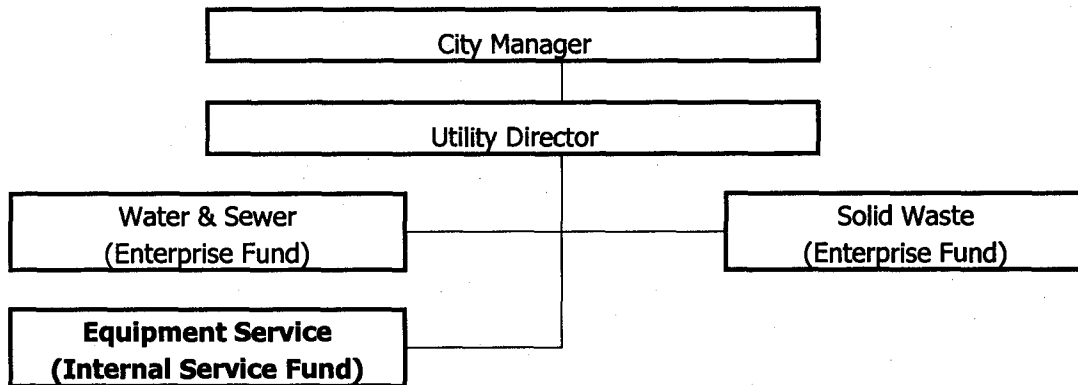 City Manager
Utility Director
Water & Sewer
(Enterprise Fund)
Solid Waste
(Enterprise Fund)
Equipment Service
(Internal Service Fund)